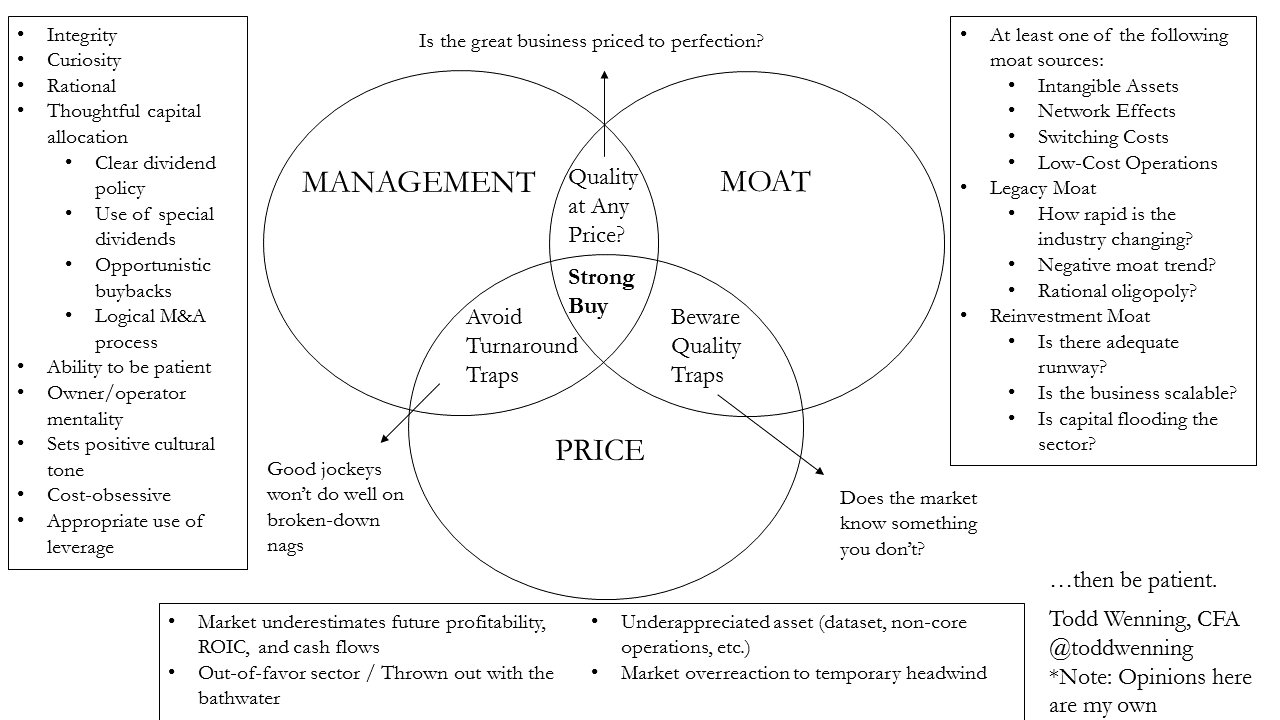 • Integrity
• Curiosity
• Rational
• Thoughtful capital
allocation
• Clear dividend
policy
• Use of special
dividends
• Opportunistic
buybacks
• Logical M&A
process
• Ability to be patient
• Owner/operator
mentality
• Sets positive cultural
tone
• Cost-obsessive
• Appropriate use of
leverage
Is the great business priced to perfection?
MANAGEMENT
MOAT
Quality
at Any
Price?
Strong
Buy
Avoid
Turnaround
Traps
Beware
Quality
Traps
PRICE
Good jockeys
won't do well on
broken-down
nags
Does the market
know something
you don't?
• At least one of the following
moat sources:
• Intangible Assets
• Network Effects
• Switching Costs
• Low-Cost Operations
• Legacy Moat
• How rapid is the
industry changing?
• Negative moat trend?
• Rational oligopoly?
• Reinvestment Moat
• Is there adequate
runway?
• Is the business scalable?
• Is capital flooding the
sector?
• Market underestimates future profitability,
ROIC, and cash flows
• Out-of-favor sector / Thrown out with the
bathwater
• Underappreciated asset (dataset, non-core
operations, etc.)
• Market overreaction to temporary headwind
…then be patient.
Todd Wenning, CFA
@toddwenning
*Note: Opinions here
are my own